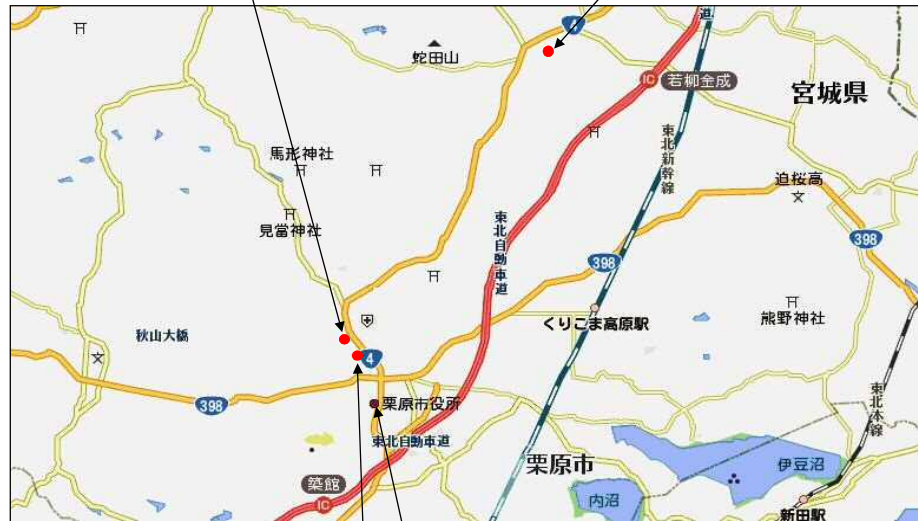 4
道
蛇田山
IC 若柳金成
宮城県
東北新幹線
馬形神社
迫桜高
見當神社
東北自動車道
398
398
くりこま高原駅
熊野神社
秋山大橋
4
398
栗原市役所
東北自動車道
東北本線
栗原市
伊豆沼
築館
IC
内沼
新田駅